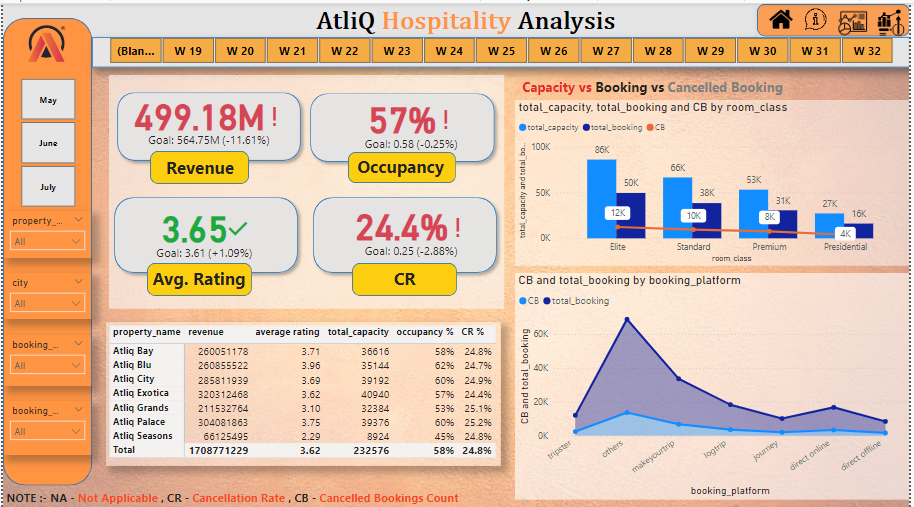 AtliQ Hospitality Analysis
(Blan... W 19 W 20 W 21 W 22 W 23 W 24 W 25 W 26 W 27 W 28 W 29 W 30 W 31 W 32
May
June
July
property_...
All
city
All
booking_...
All
booking_...
All
499.18M!
Goal: 564.75M (-11.61%)
Revenue
57%!
Goal: 0.58 (-0.25%)
Occupancy
3.65
Goal: 3.61 (+1.09%)
Avg. Rating
24.4%!
Goal: 0.25 (-2.88%)
CR
property_name revenue average rating total_capacity occupancy % CR %
Atliq Bay 260051178 3.71 36616 58% 24.8%
Atliq Blu 260855522 3.96 35144 62% 24.7%
Atliq City 285811939 3.69 39192 60% 24.9%
Atliq Exotica 320312468 3.62 40940 57% 24.4%
Atliq Grands 211532764 3.10 32384 53% 25.1%
Atliq Palace 304081863 3.75 39376 60% 25.2%
Atliq Seasons 66125495 2.29 8924 45% 24.8%
Total 1708771229 3.62 232576 58% 24.8%
Capacity vs Booking vs Cancelled Booking
total_capacity, total_booking and CB by room_class
total_capacity total_booking CB
total_capacity and total_bo...
100K
50K
0K
86K 50K 12K
66K 38K 10K
53K 31K 8K
27K 16K 4K
Elite Standard Premium Presidential
room_class
CB and total_booking by booking_platform
CB total_booking
CB and total_booking
60K
40K
20K
0K
tripster others makeyourtrip logtrip journey direct online direct offline
booking_platform
NOTE :- NA - Not Applicable , CR - Cancellation Rate , CB - Cancelled Bookings Count